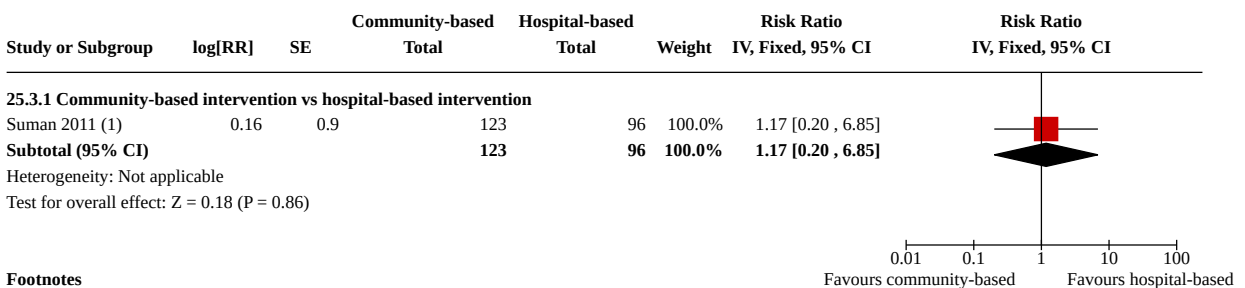 Community-based Hospital-based Risk Ratio Risk Ratio
Study or Subgroup log[RR] SE Total Total Weight IV, Fixed, 95% CI IV, Fixed, 95% CI
25.3.1 Community-based intervention vs hospital-based intervention
Suman 2011 (1) 0.16 0.9 123 96 100.0% 1.17 [0.20 , 6.85]
Subtotal (95% CI) 123 96 100.0% 1.17 [0.20 , 6.85]
Heterogeneity: Not applicable
Test for overall effect: Z = 0.18 (P = 0.86)
0.01 0.1 1 10 100
Favours community-based Favours hospital-based
Footnotes